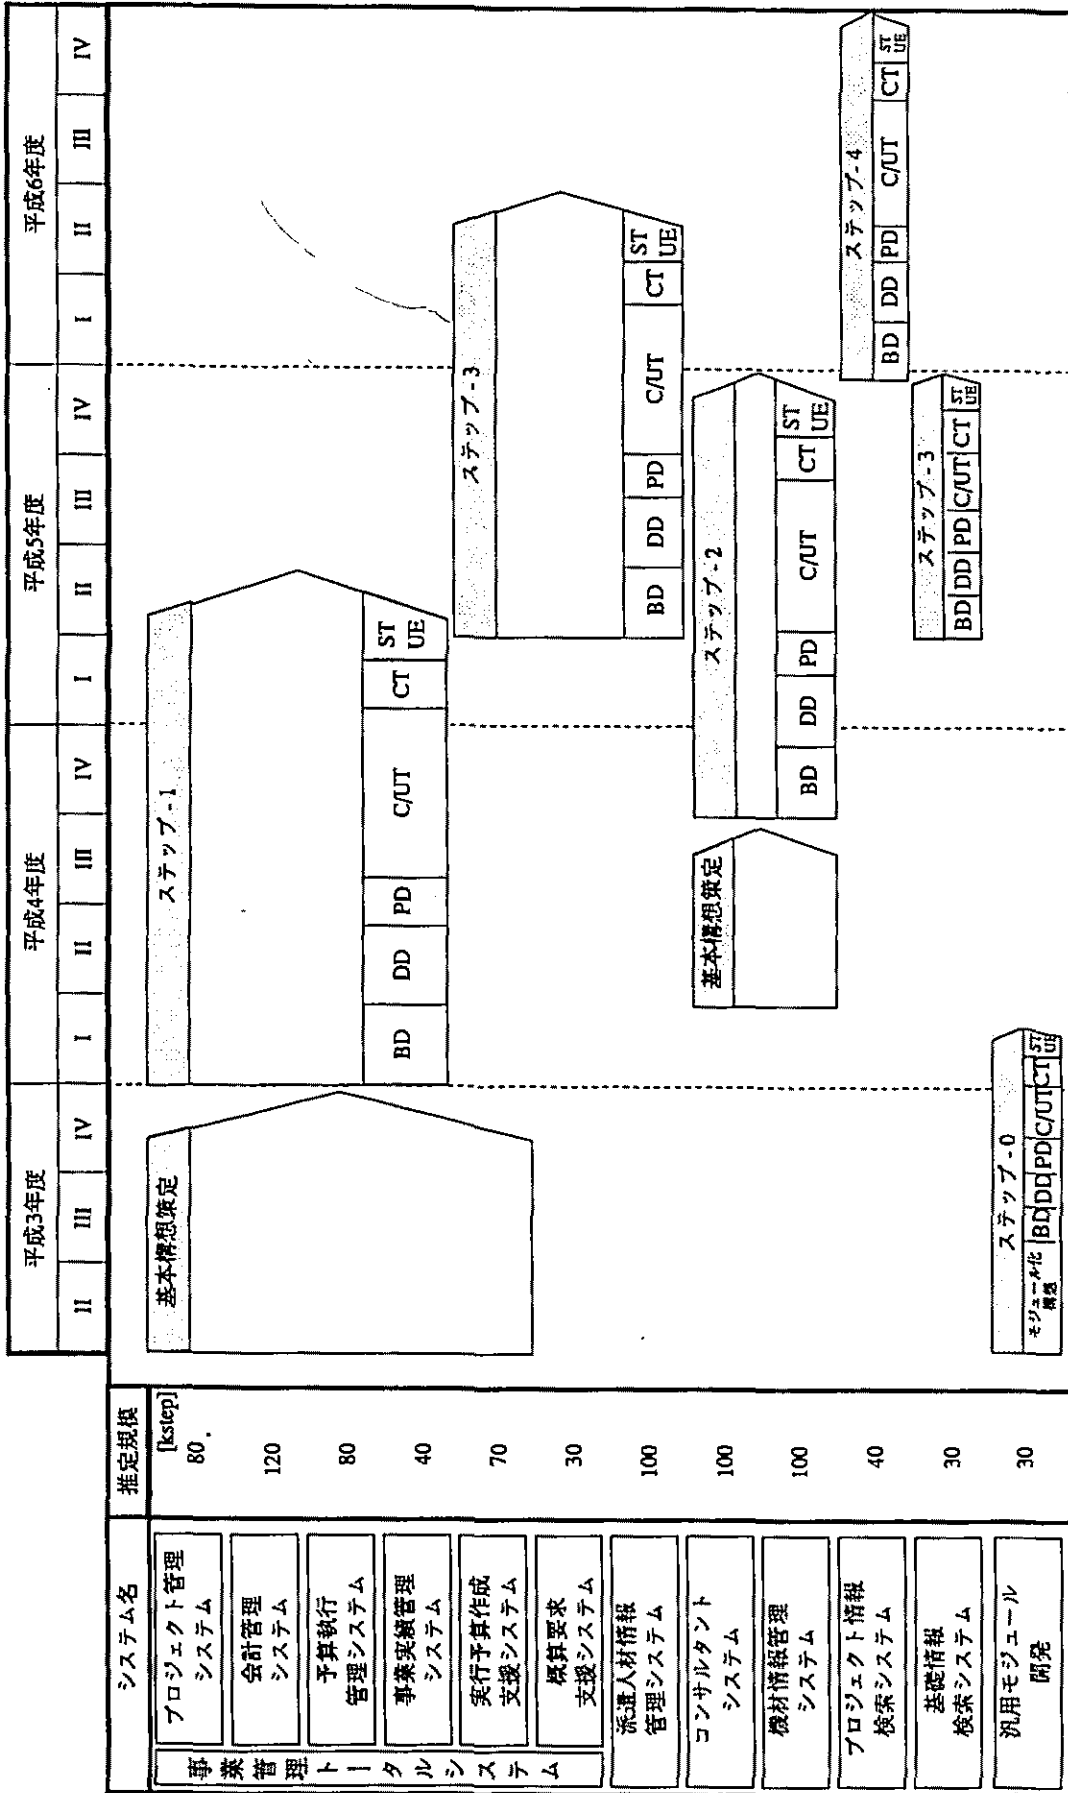 システム名 推定規模 平成3年度 平成4年度 平成5年度 平成6年度
II III IV I II III IV I II III IV I II III IV
[kstep]
事業管理トータルシステム
プロジェクト管理
システム
80
会計管理
システム
120
予算執行
管理システム
80
事業実績管理
システム
40
実行予算作成
支援システム
70
概算要求
支援システム
30
派遣人材情報
管理システム
100
コンサルタント
システム
100
機材情報管理
システム
100
プロジェクト情報
検索システム
40
基礎情報
検索システム
30
汎用モジュール
開発
30
基本構想策定
ステップ-1
BD DD PD C/UT CT ST
UE
ステップ-3
BD DD PD C/UT CT ST
UE
基本構想策定
ステップ-2
BD DD PD C/UT CT ST
UE
ステップ-4
BD DD PD C/UT CT ST
UE
ステップ-3
BD DD PD C/UT CT ST
UE
ステップ-0
モジュール化
構想
BD DD PD C/UT CT ST
UE